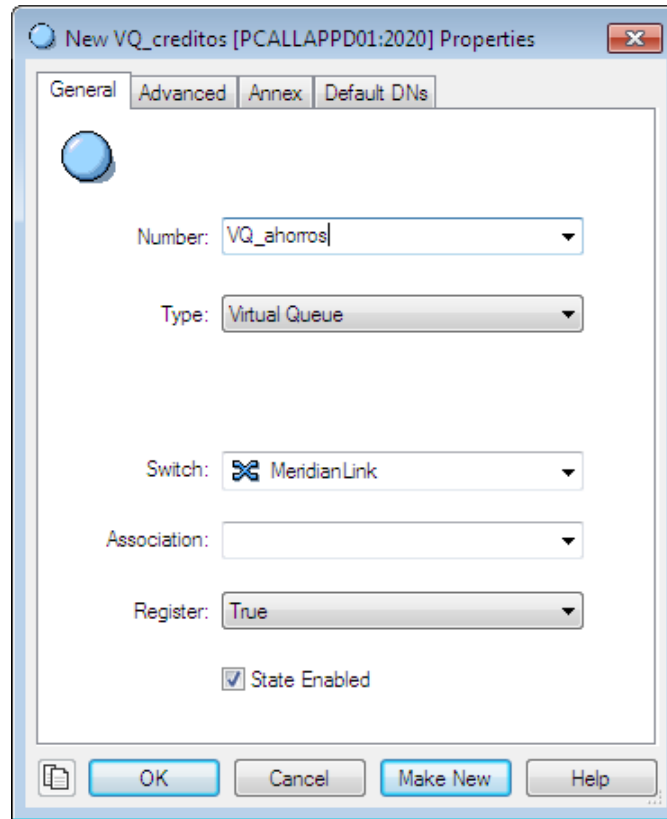 New VQ_creditos [PCALLAPPD01:2020] Properties
General Advanced Annex Default DNs
Number: VQ_ahorros
Type: Virtual Queue
Switch: MeridianLink
Association:
Register: True
State Enabled
OK Cancel Make New Help